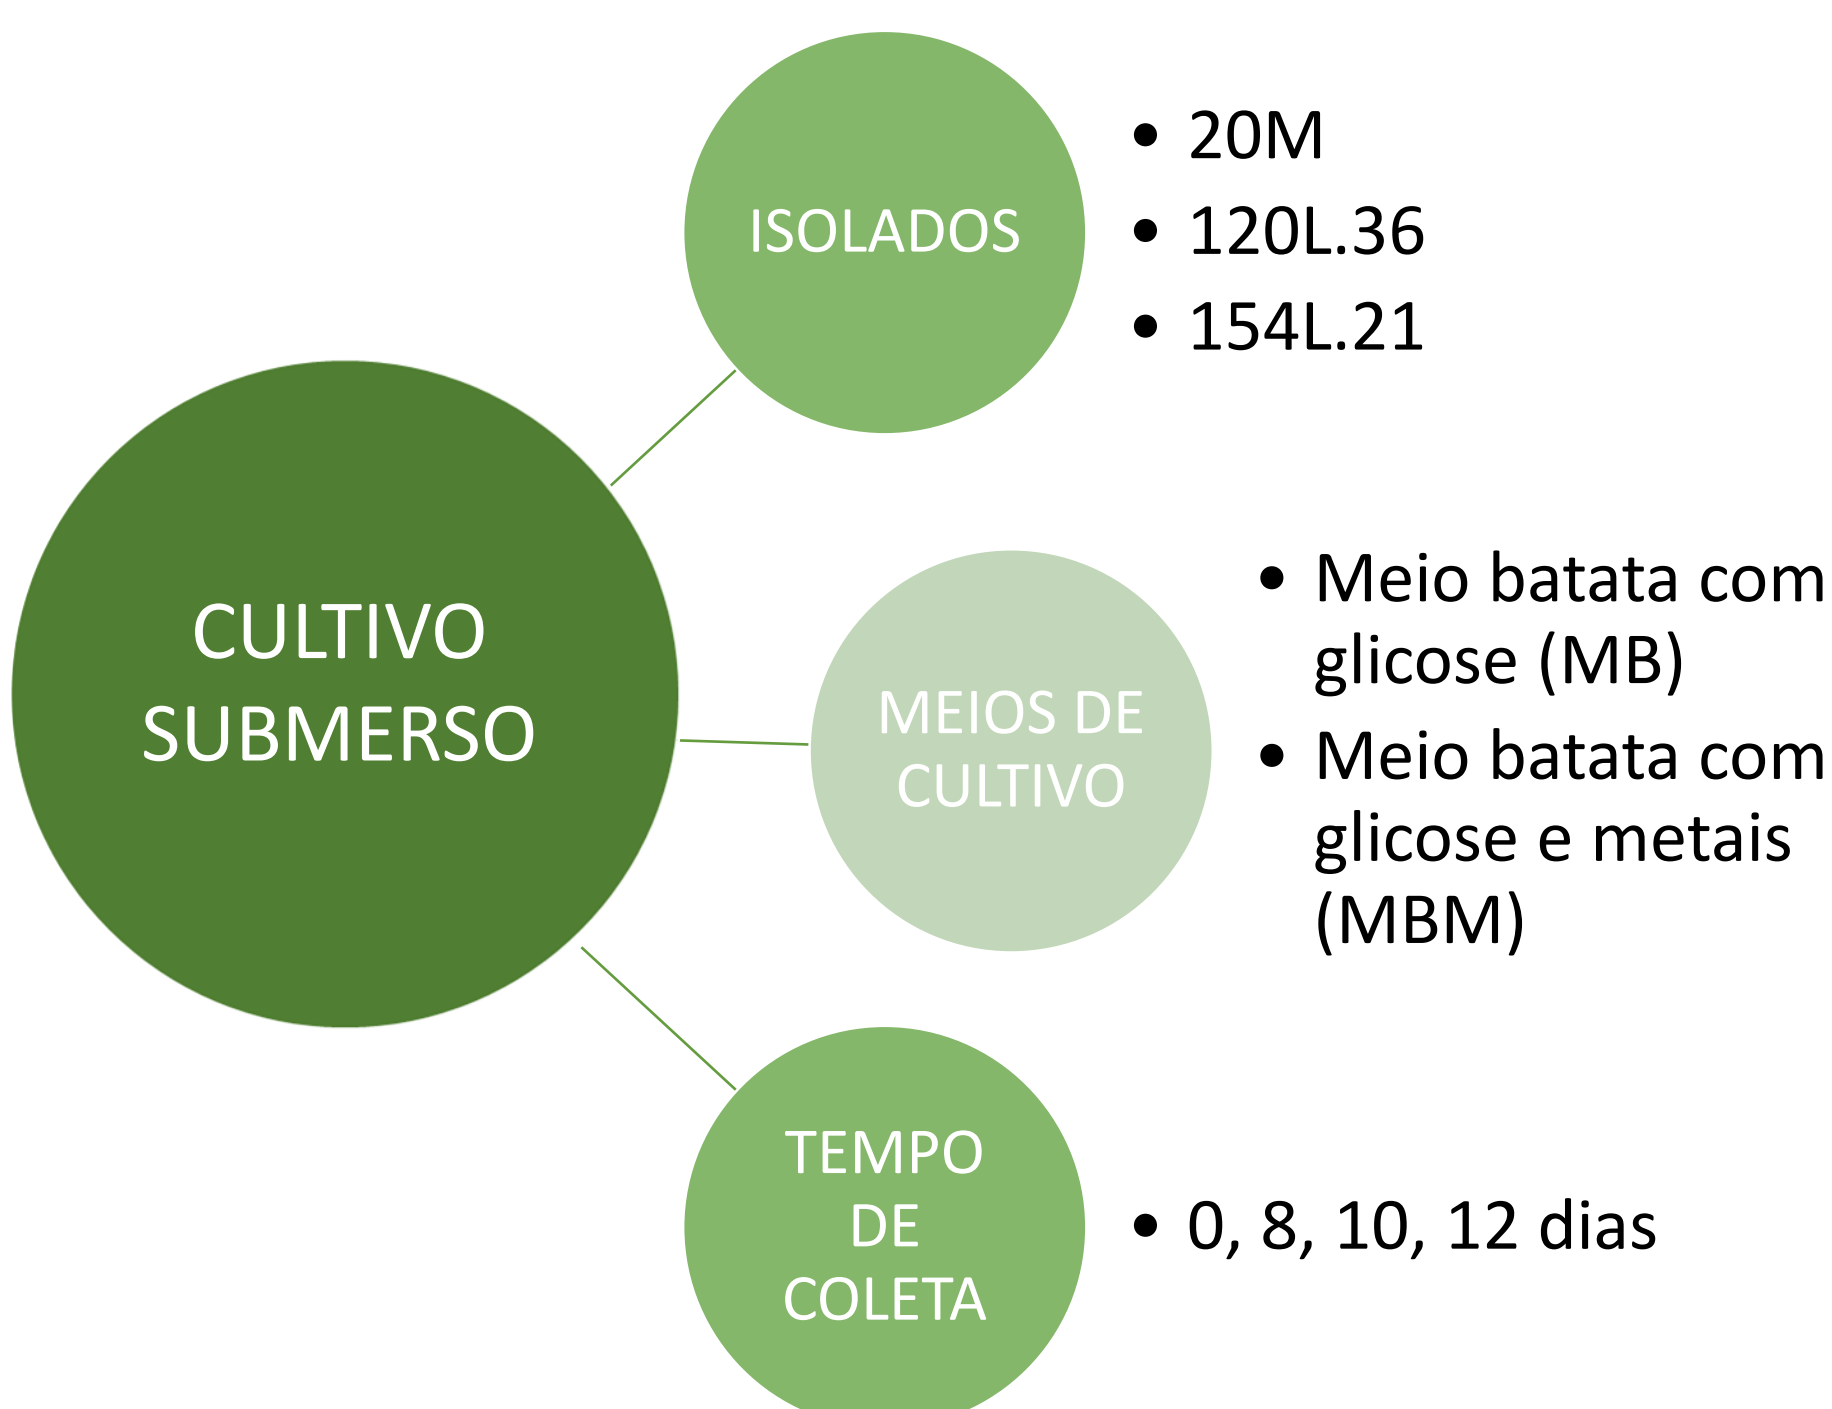 CULTIVO
SUBMERSO
ISOLADOS
• 20M
• 120L.36
• 154L.21
MEIOS DE
CULTIVO
• Meio batata com
glicose (MB)
• Meio batata com
glicose e metais
(MBM)
TEMPO
DE
COLETA
• 0, 8, 10, 12 dias